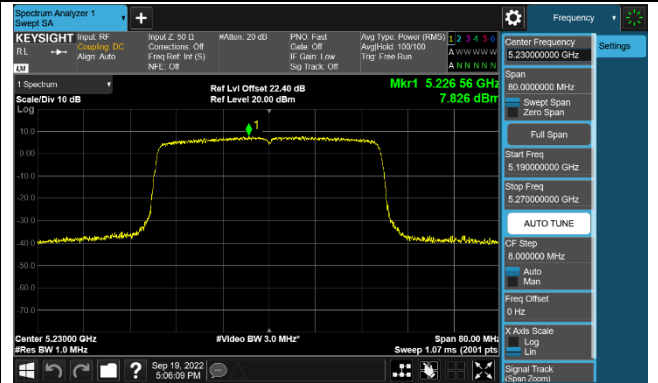 Spectrum Analyzer 1
Swept SA
+
Frequency
KEYSIGHT
RL
LXI
Input: RF
Coupling: DC
Align: Auto
Input Z: 50 Ω
Corrections: Off
Freq Ref: Int (S)
NFE: Off
#Atten: 20 dB
PNO: Fast
Gate: Off
IF Gain: Low
Sig Track: Off
Avg Type: Power (RMS)
Avg|Hold: 100/100
Trig: Free Run
1 2 3 4 5 6
A W W W W W
A N N N N N
1 Spectrum
Scale/Div 10 dB
Log
Ref Lvl Offset 22.40 dB
Ref Level 20.00 dBm
Mkr1 5.226 56 GHz
7.826 dBm
1
10.0
0.00
-10.0
-20.0
-30.0
-40.0
-50.0
-60.0
-70.0
Center 5.23000 GHz
#Res BW 1.0 MHz
#Video BW 3.0 MHz*
Span 80.00 MHz
Sweep 1.07 ms (2001 pts)
?
Sep 19, 2022
5:06:09 PM
Center Frequency
5.230000000 GHz
Settings
Span
80.0000000 MHz
Swept Span
Zero Span
Full Span
Start Freq
5.190000000 GHz
Stop Freq
5.270000000 GHz
AUTO TUNE
CF Step
8.000000 MHz
Auto
Man
Freq Offset
0 Hz
X Axis Scale
Log
Lin
Signal Track
(Span Zoom)